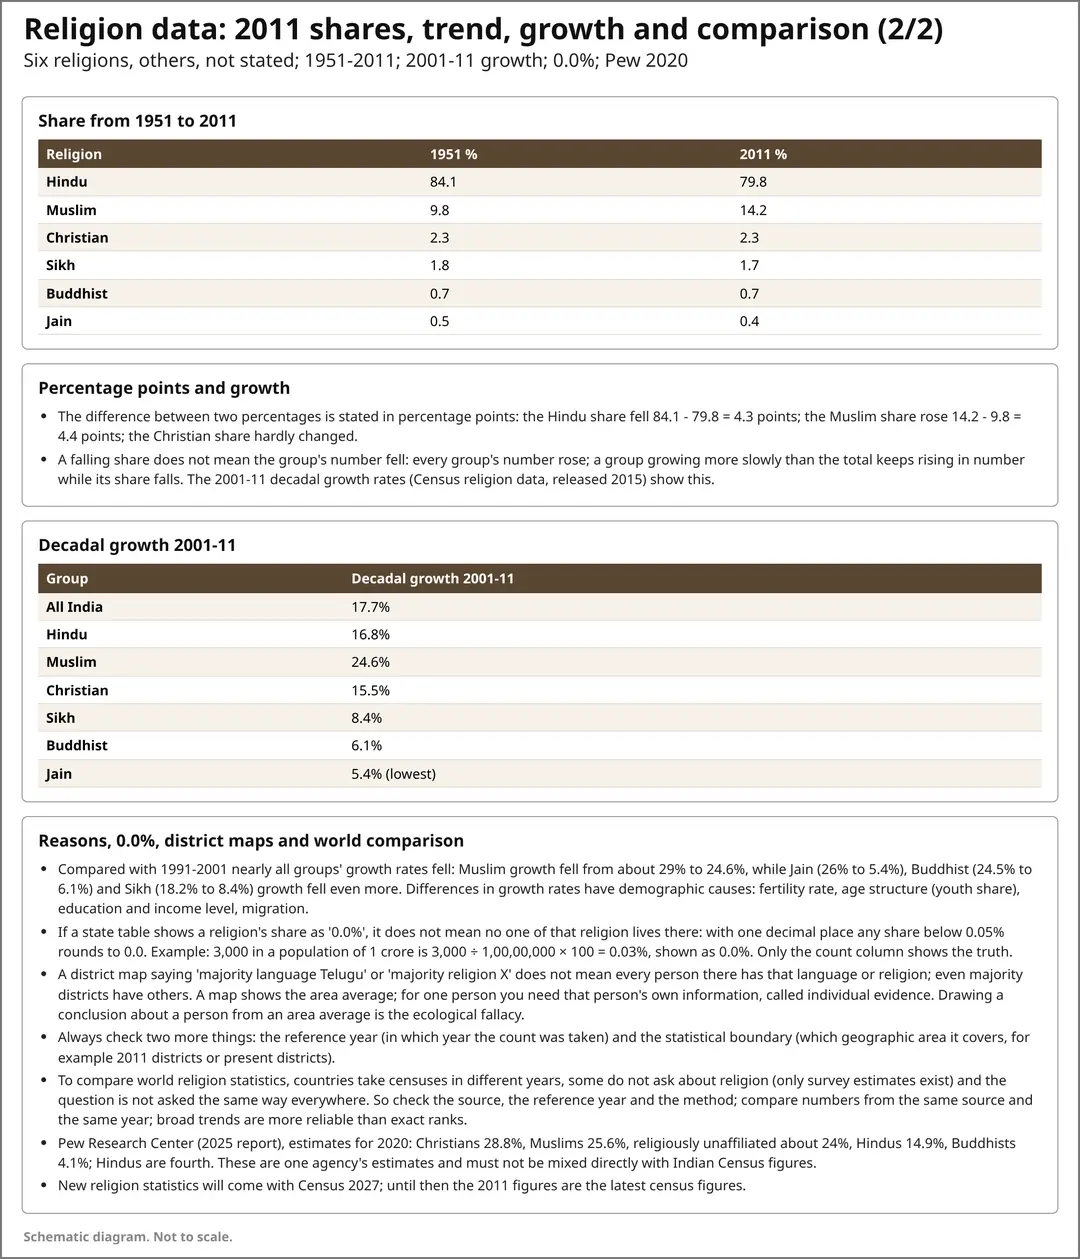 Religion data: 2011 shares, trend, growth and comparison (2/2)
Six religions, others, not stated; 1951-2011; 2001-11 growth; 0.0%; Pew 2020
Share from 1951 to 2011
Religion 1951 % 2011 %
Hindu 84.1 79.8
Muslim 9.8 14.2
Christian 2.3 2.3
Sikh 1.8 1.7
Buddhist 0.7 0.7
Jain 0.5 0.4
Percentage points and growth
• The difference between two percentages is stated in percentage points: the Hindu share fell 84.1 - 79.8 = 4.3 points; the Muslim share rose 14.2 - 9.8 =
4.4 points; the Christian share hardly changed.
• A falling share does not mean the group's number fell: every group's number rose; a group growing more slowly than the total keeps rising in number
while its share falls. The 2001-11 decadal growth rates (Census religion data, released 2015) show this.
Decadal growth 2001-11
Group Decadal growth 2001-11
All India 17.7%
Hindu 16.8%
Muslim 24.6%
Christian 15.5%
Sikh 8.4%
Buddhist 6.1%
Jain 5.4% (lowest)
Reasons, 0.0%, district maps and world comparison
• Compared with 1991-2001 nearly all groups' growth rates fell: Muslim growth fell from about 29% to 24.6%, while Jain (26% to 5.4%), Buddhist (24.5% to
6.1%) and Sikh (18.2% to 8.4%) growth fell even more. Differences in growth rates have demographic causes: fertility rate, age structure (youth share),
education and income level, migration.
• If a state table shows a religion's share as '0.0%', it does not mean no one of that religion lives there: with one decimal place any share below 0.05%
rounds to 0.0. Example: 3,000 in a population of 1 crore is 3,000 ÷ 1,00,00,000 × 100 = 0.03%, shown as 0.0%. Only the count column shows the truth.
• A district map saying 'majority language Telugu' or 'majority religion X' does not mean every person there has that language or religion; even majority
districts have others. A map shows the area average; for one person you need that person's own information, called individual evidence. Drawing a
conclusion about a person from an area average is the ecological fallacy.
• Always check two more things: the reference year (in which year the count was taken) and the statistical boundary (which geographic area it covers, for
example 2011 districts or present districts).
• To compare world religion statistics, countries take censuses in different years, some do not ask about religion (only survey estimates exist) and the
question is not asked the same way everywhere. So check the source, the reference year and the method; compare numbers from the same source and
the same year; broad trends are more reliable than exact ranks.
• Pew Research Center (2025 report), estimates for 2020: Christians 28.8%, Muslims 25.6%, religiously unaffiliated about 24%, Hindus 14.9%, Buddhists
4.1%; Hindus are fourth. These are one agency's estimates and must not be mixed directly with Indian Census figures.
• New religion statistics will come with Census 2027; until then the 2011 figures are the latest census figures.
Schematic diagram. Not to scale.